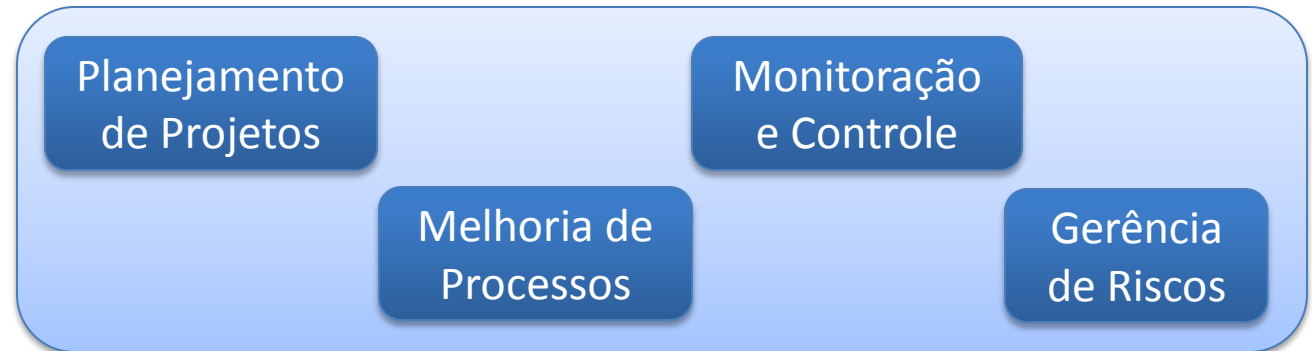 Planejamento
de Projetos
Monitoração
e Controle
Melhoria de
Processos
Gerência
de Riscos